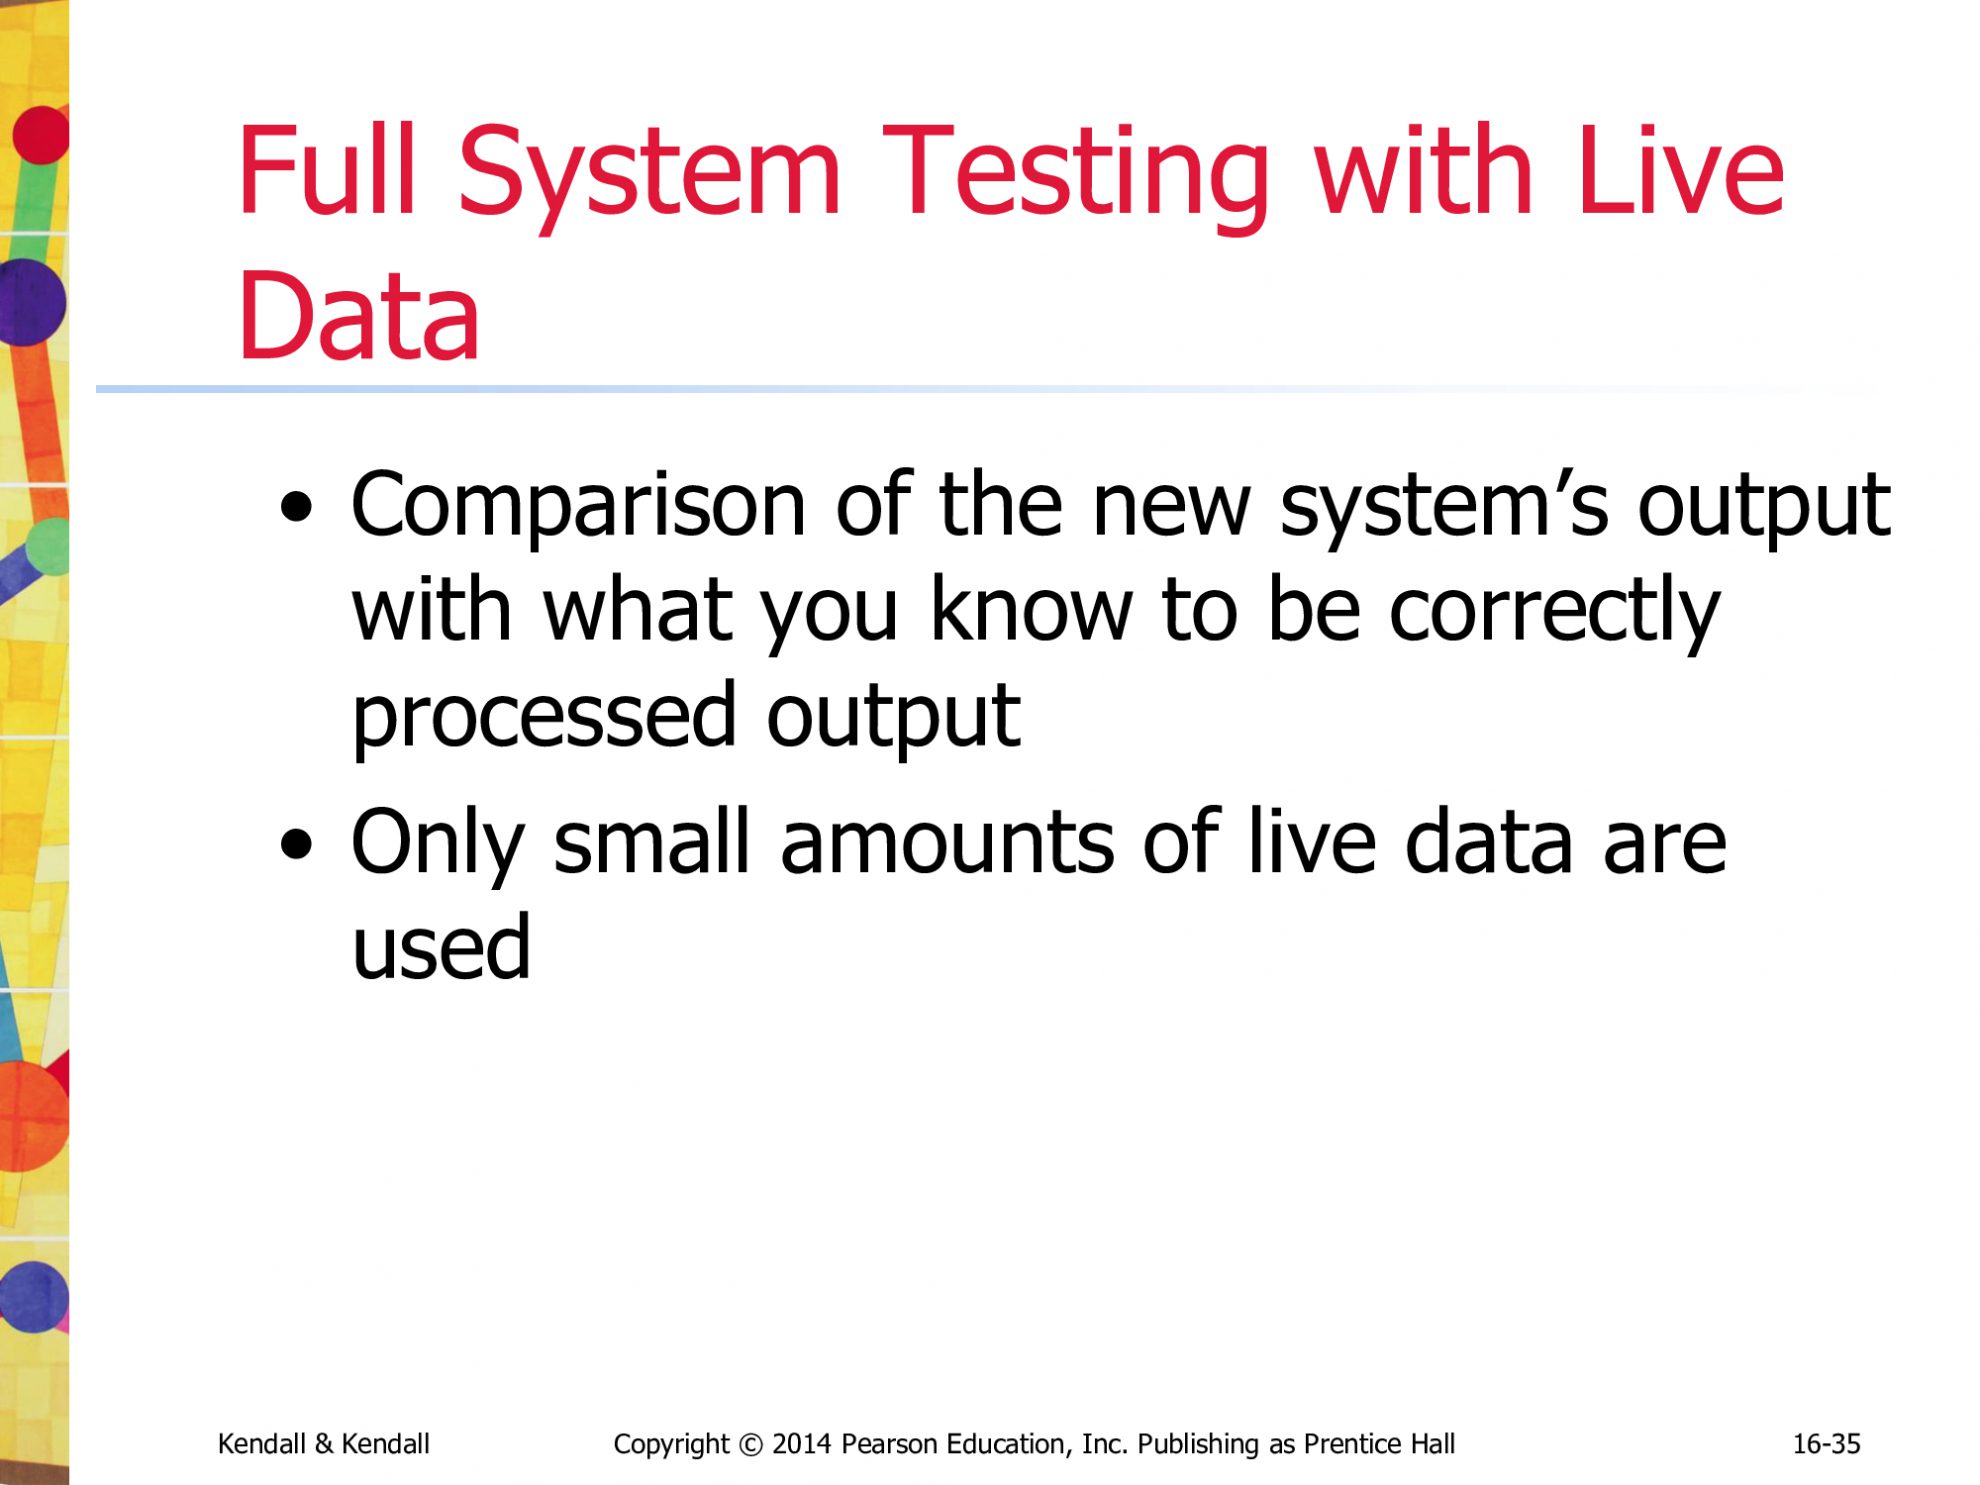 Full System Testing with Live
Data
• Comparison of the new system’s output
with what you know to be correctly
processed output
• Only small amounts of live data are
used
Kendall & Kendall
Copyright © 2014 Pearson Education, Inc. Publishing as Prentice Hall
16-35